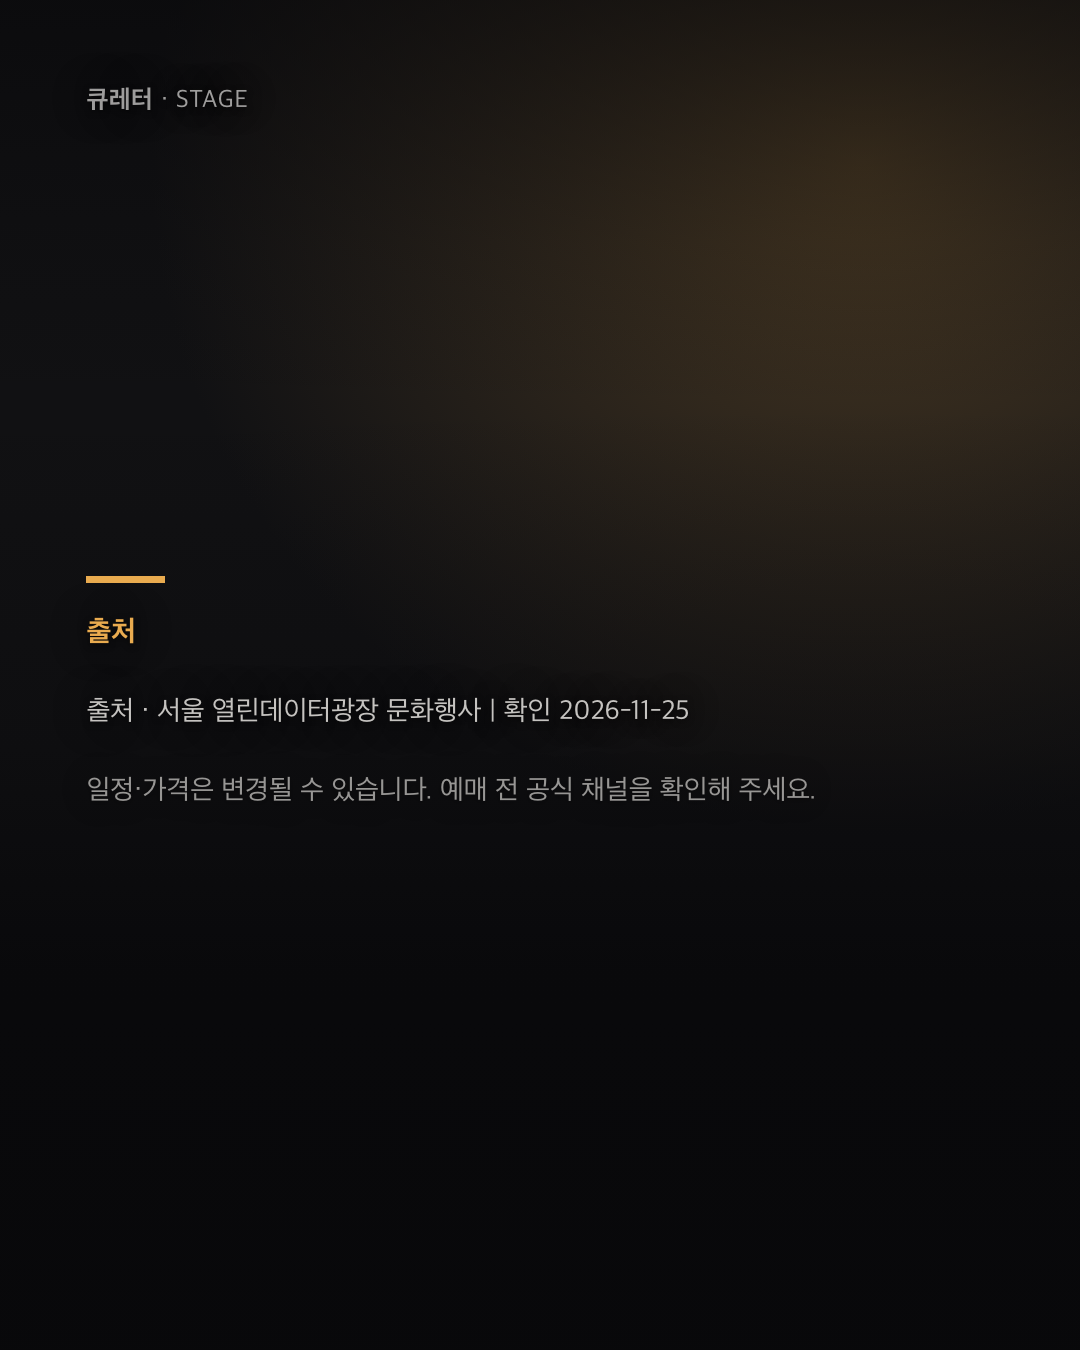 큐레터 · STAGE
출처
출처 · 서울 열린데이터광장 문화행사 | 확인 2026-11-25
일정·가격은 변경될 수 있습니다. 예매 전 공식 채널을 확인해 주세요.